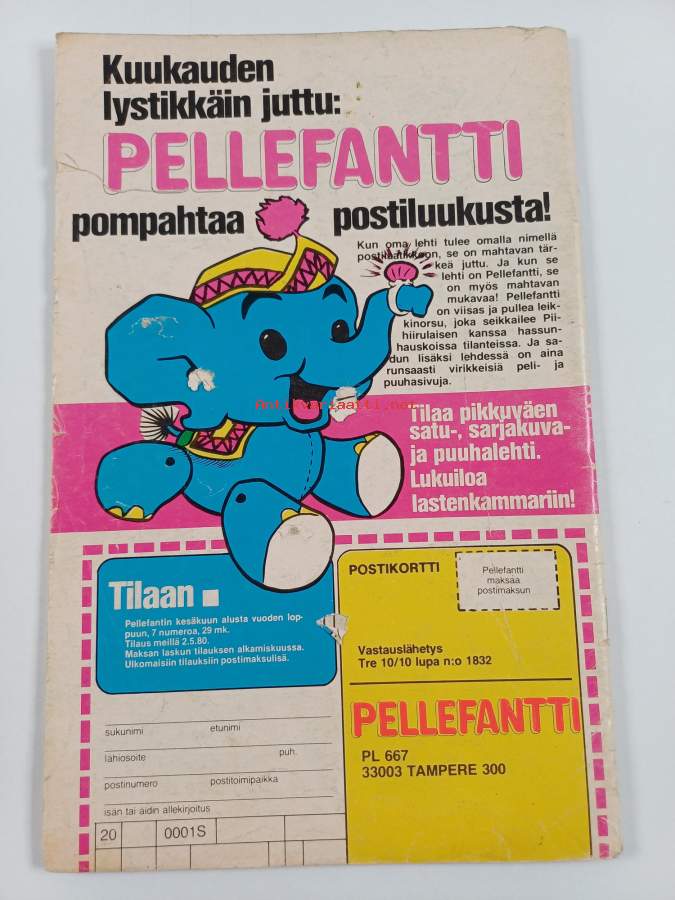 Kuukauden
lystikkäin juttu:
PELLEFANTTI
pompahtaa postiluukusta!
Kun oma lehti tulee omalla nimellä
postilaatikkoon, se on mahtavan tär-
keä juttu. Ja kun se
lehti on Pellefantti, se
on myös mahtavan
mukavaa! Pellefantti
on viisas ja pullea leik-
kinorsu, joka seikkailee Pii-
hiirulaisen kanssa hassun-
hauskoissa tilanteissa. Ja sa-
dun lisäksi lehdessä on aina
runsaasti virikkeisiä peli- ja
puuhasivuja.
Antikvariaatti.net
Tilaa pikkuväen
satu-, sarjakuva-
ja puuhalehti.
Lukuiloa
lastenkammariin!
Tilaan
Pellefantin kesäkuun alusta vuoden lop-
puun, 7 numeroa, 29 mk.
Tilaus meillä 2.5.80.
Maksan laskun tilauksen alkamiskuussa.
Ulkomaisiin tilauksiin postimaksulisä.
sukunimi etunimi
lähiosoite puh.
postinumero postitoimipaikka
isän tai äidin allekirjoitus
20 0001S
POSTIKORTTI
Pellefantti
maksaa
postimaksun
Vastauslähetys
Tre 10/10 lupa n:o 1832
PELLEFANTTI
PL 667
33003 TAMPERE 300